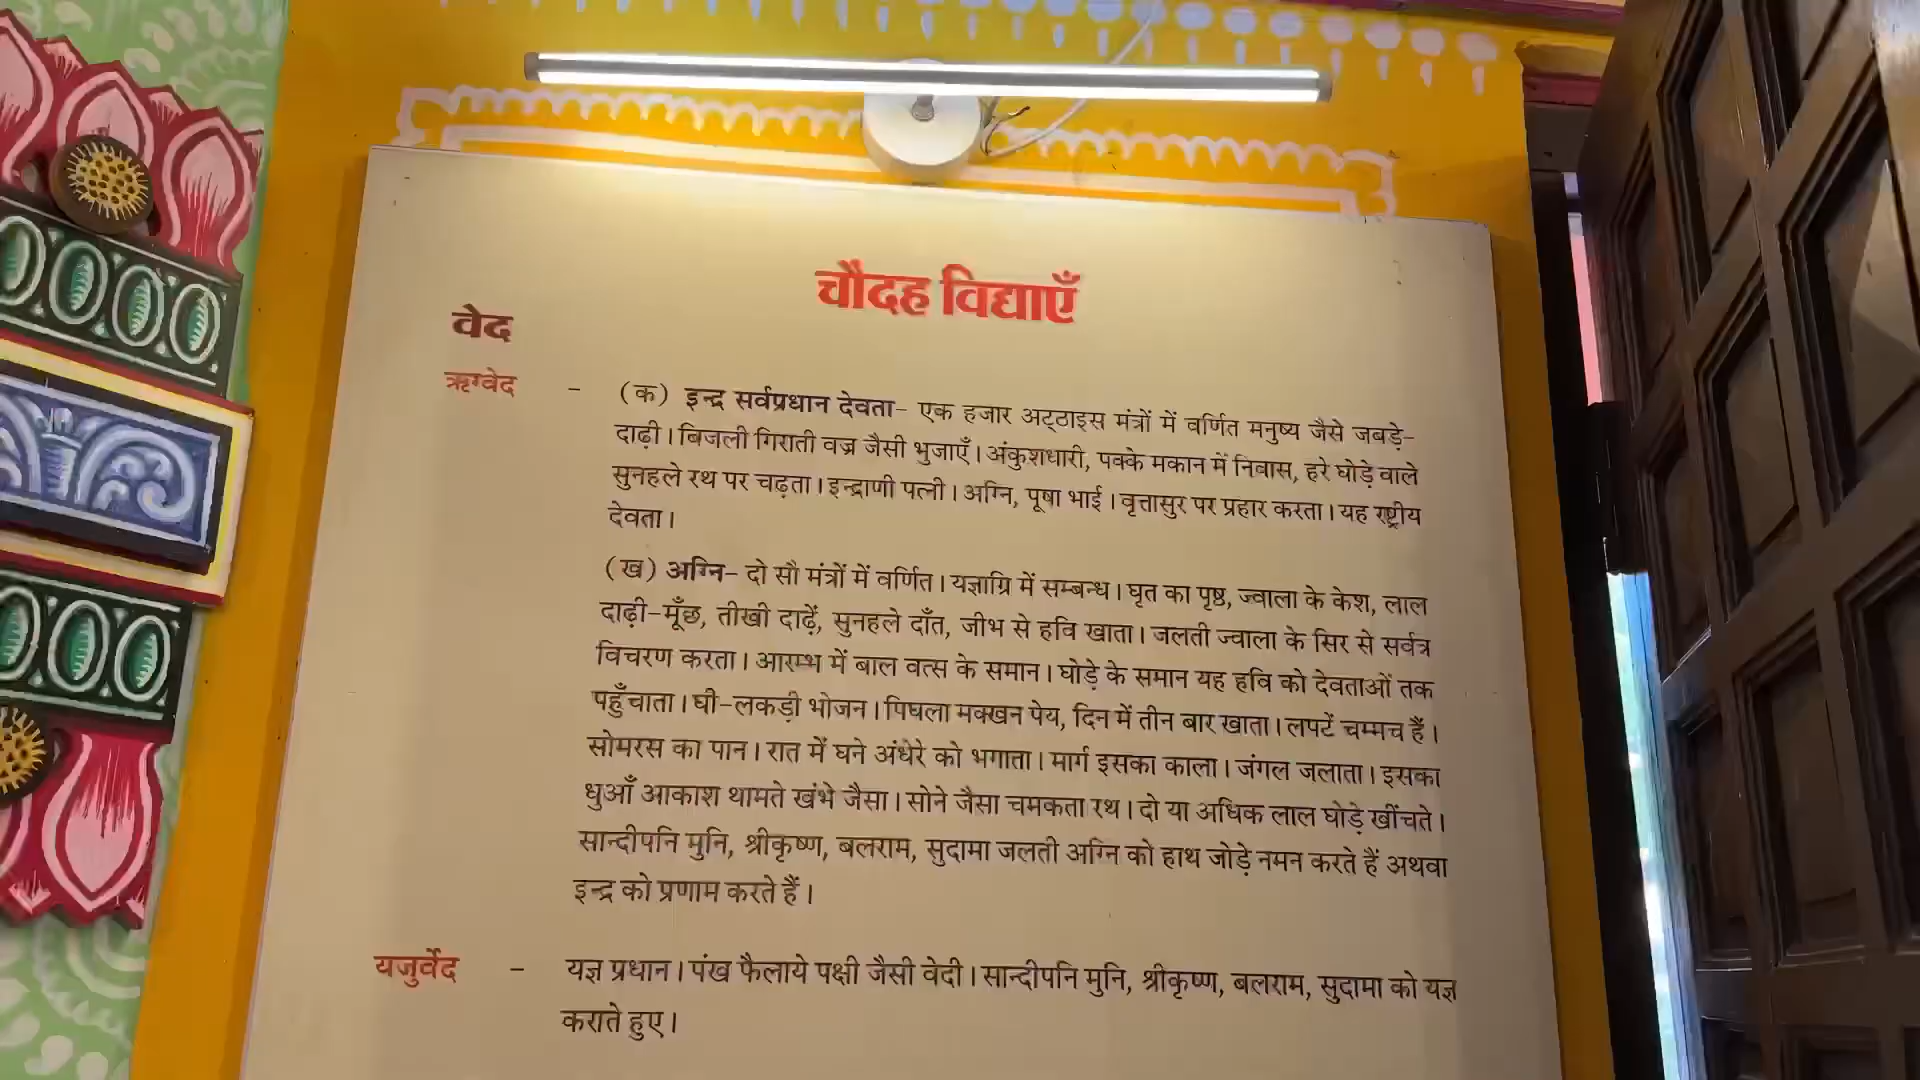 चौदह विद्याएँ
वेद
ऋग्वेद - (क) इन्द्र सर्वप्रधान देवता- एक हजार अट्ठाइस मंत्रों में वर्णित मनुष्य जैसे जबड़े-
दाढ़ी। बिजली गिराती वज्र जैसी भुजाएँ। अंकुशधारी, पक्के मकान में निवास, हरे घोड़े वाले
सुनहले रथ पर चढ़ता। इन्द्राणी पत्नी। अग्नि, पूषा भाई। वृत्तासुर पर प्रहार करता। यह राष्ट्रीय
देवता।
(ख) अग्नि- दो सौ मंत्रों में वर्णित। यज्ञाग्रि में सम्बन्ध। घृत का पृष्ठ, ज्वाला के केश, लाल
दाढ़ी-मूँछ, तीखी दाढ़ें, सुनहले दाँत, जीभ से हवि खाता। जलती ज्वाला के सिर से सर्वत्र
विचरण करता। आरम्भ में बाल वत्स के समान। घोड़े के समान यह हवि को देवताओं तक
पहुँचाता। घी-लकड़ी भोजन। पिघला मक्खन पेय, दिन में तीन बार खाता। लपटें चम्मच हैं।
सोमरस का पान। रात में घने अंधेरे को भगाता। मार्ग इसका काला। जंगल जलाता। इसका
धुआँ आकाश थामते खंभे जैसा। सोने जैसा चमकता रथ। दो या अधिक लाल घोड़े खींचते।
सान्दीपनि मुनि, श्रीकृष्ण, बलराम, सुदामा जलती अग्नि को हाथ जोड़े नमन करते हैं अथवा
इन्द्र को प्रणाम करते हैं।
यजुर्वेद - यज्ञ प्रधान। पंख फैलाये पक्षी जैसी वेदी। सान्दीपनि मुनि, श्रीकृष्ण, बलराम, सुदामा को यज्ञ
कराते हुए।